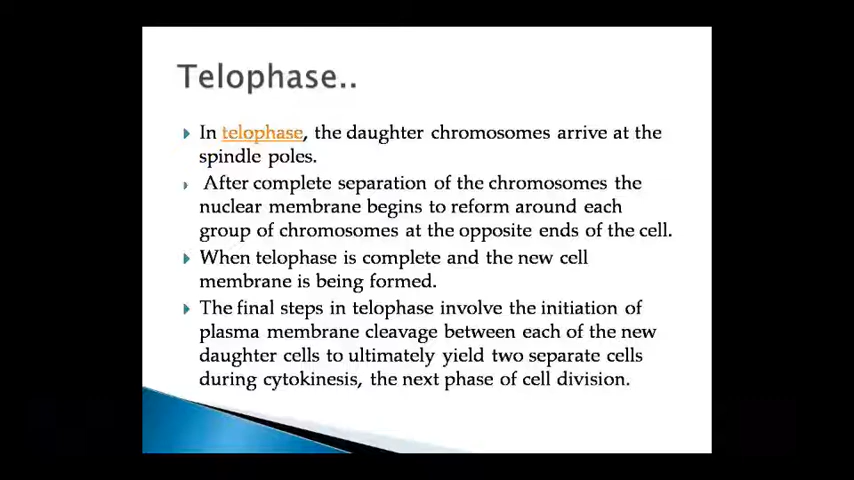 Telophase..
In telophase, the daughter chromosomes arrive at the
spindle poles.
After complete separation of the chromosomes the
nuclear membrane begins to reform around each
group of chromosomes at the opposite ends of the cell.
When telophase is complete and the new cell
membrane is being formed.
The final steps in telophase involve the initiation of
plasma membrane cleavage between each of the new
daughter cells to ultimately yield two separate cells
during cytokinesis, the next phase of cell division.